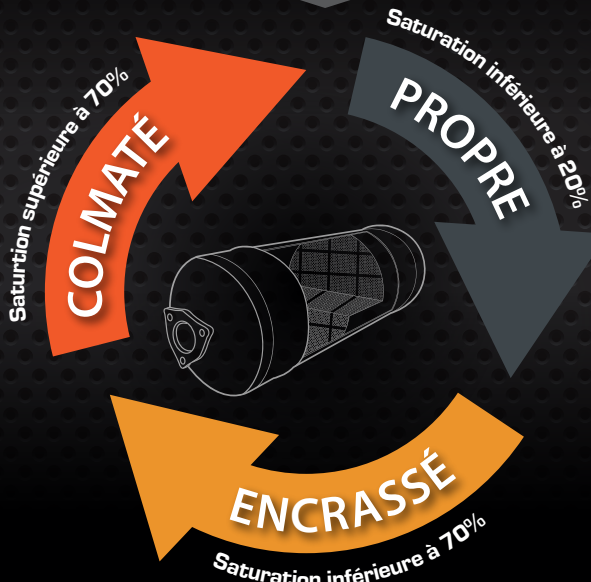 Saturation inférieure à 20%
PROPRE
ENCRASSÉ
Saturation inférieure à 70%
COLMATÉ
Saturtion supérieure à 70%